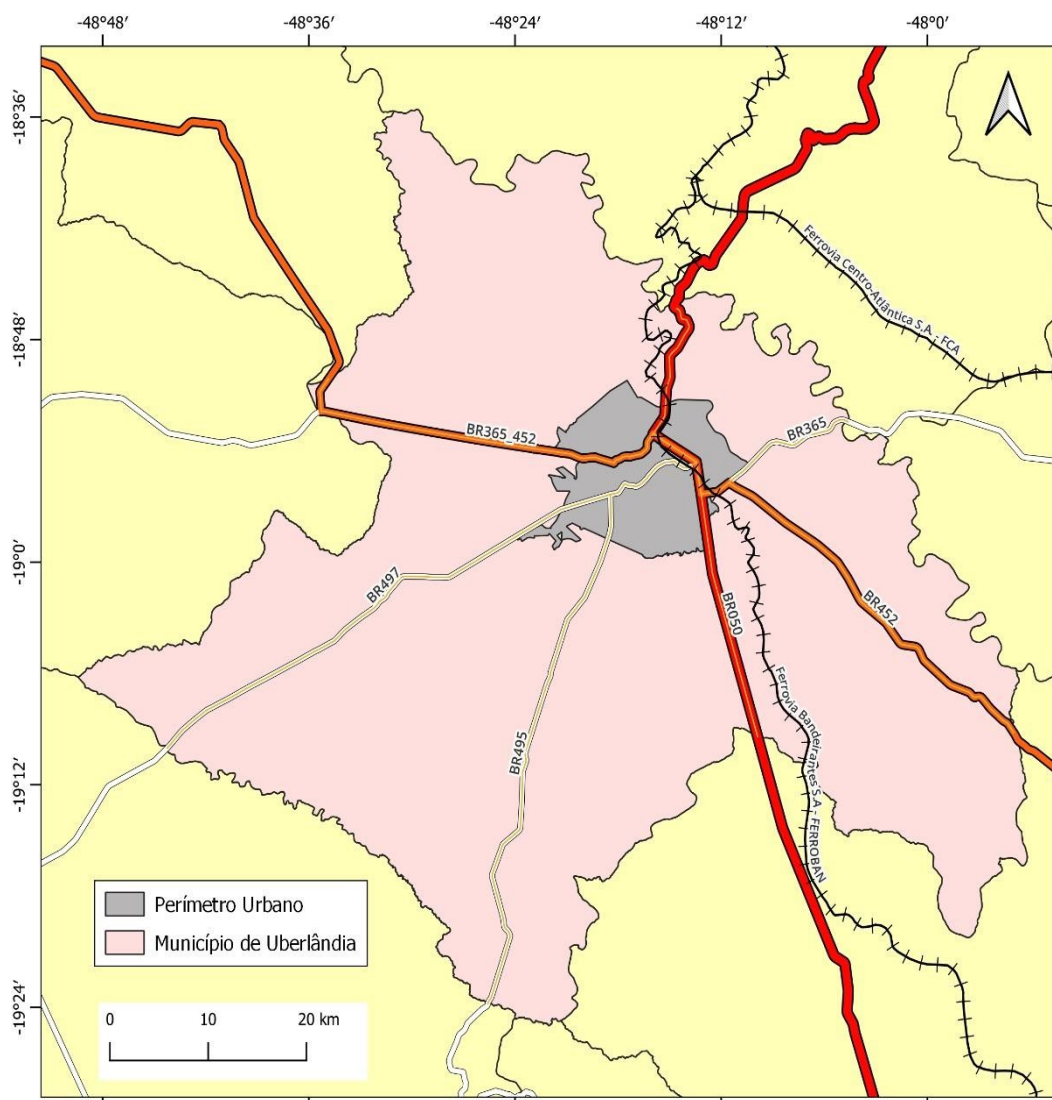 -48°48′
-48°36′
-48°24′
-48°12′
-48°0′
-18°36′
-18°48′
-19°0′
-19°12′
-19°24′
Ferrovia Centro-Atlântica S.A. - FCA
BR365_452
BR365
BR497
BR050
BR452
BR495
Ferrovia Bandeirantes S.A - FERROBAN
Perímetro Urbano
Município de Uberlândia
0 10 20 km